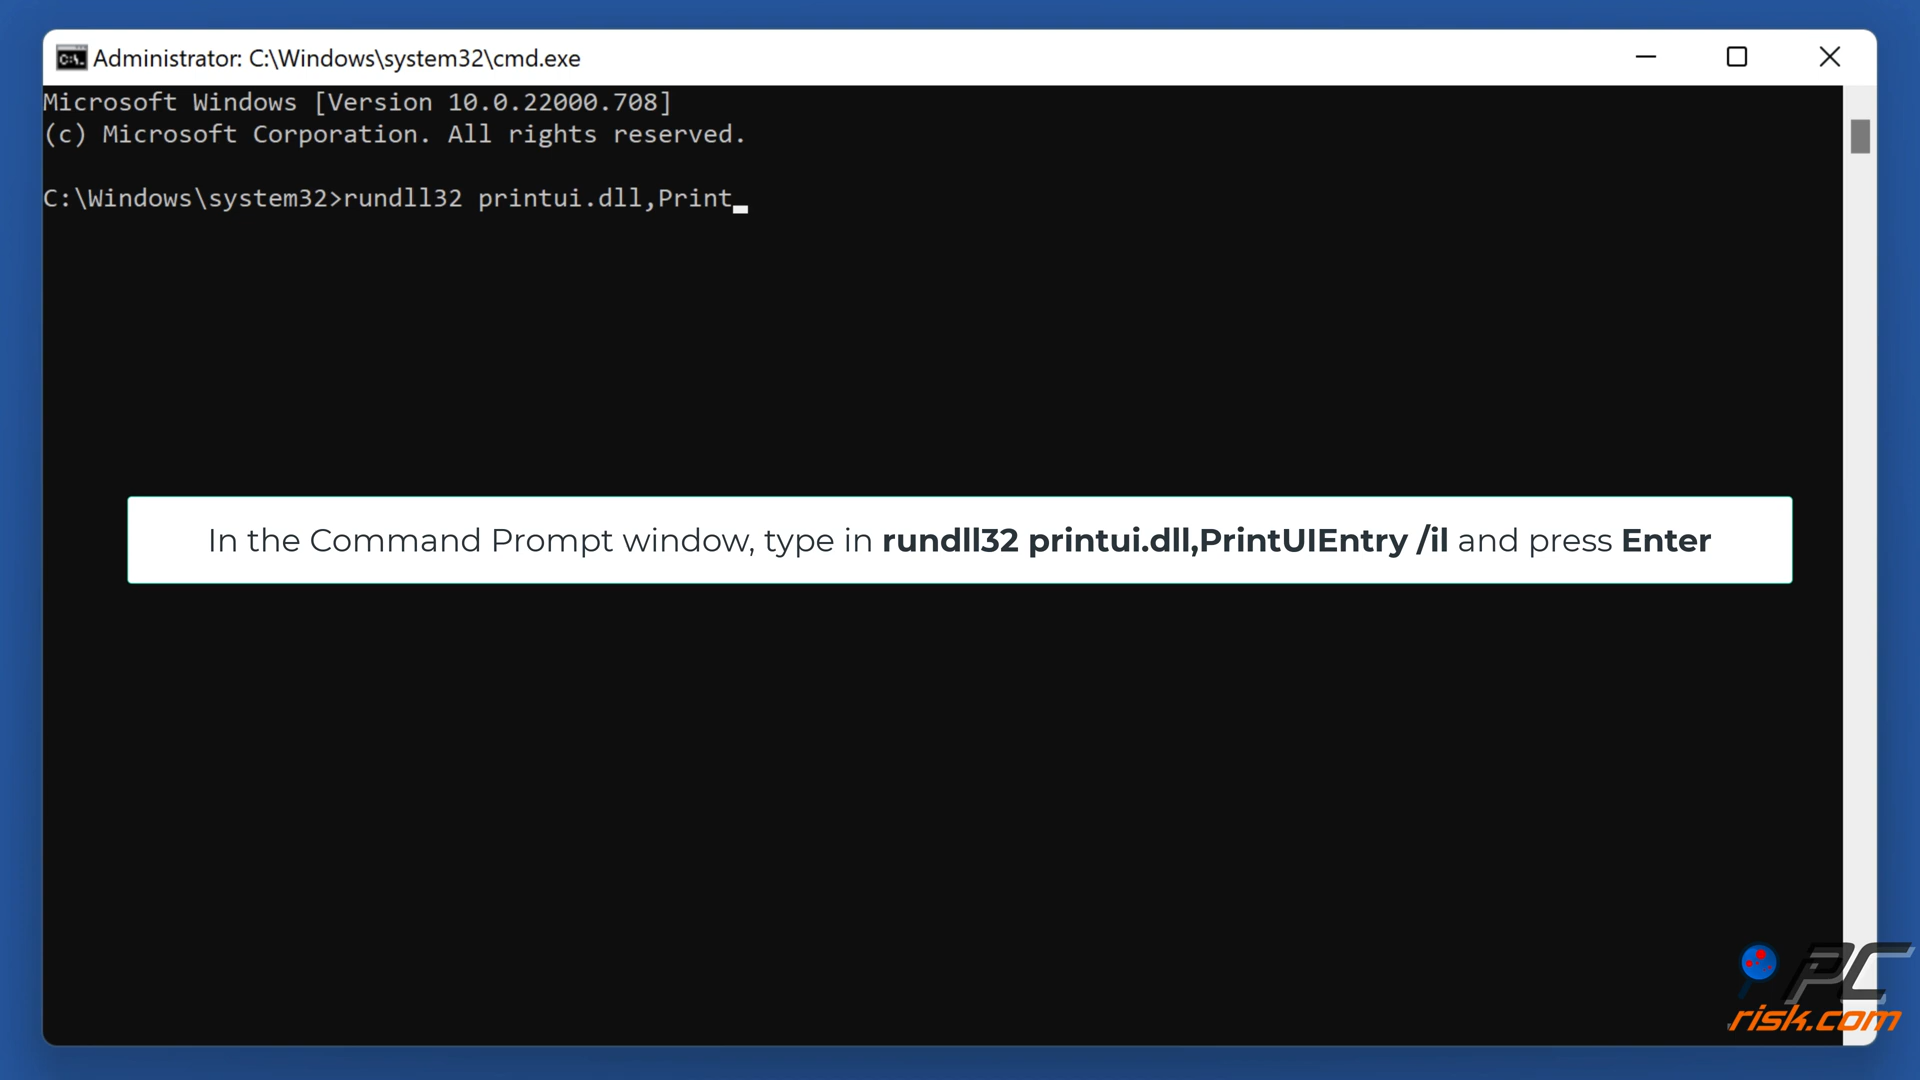 Administrator: C:\Windows\system32\cmd.exe
Microsoft Windows [Version 10.0.22000.708]
(c) Microsoft Corporation. All rights reserved.
C:\Windows\system32>rundll32 printui.dll,Print_
In the Command Prompt window, type in rundll32 printui.dll,PrintUIEntry /il and press Enter
PC
risk.com